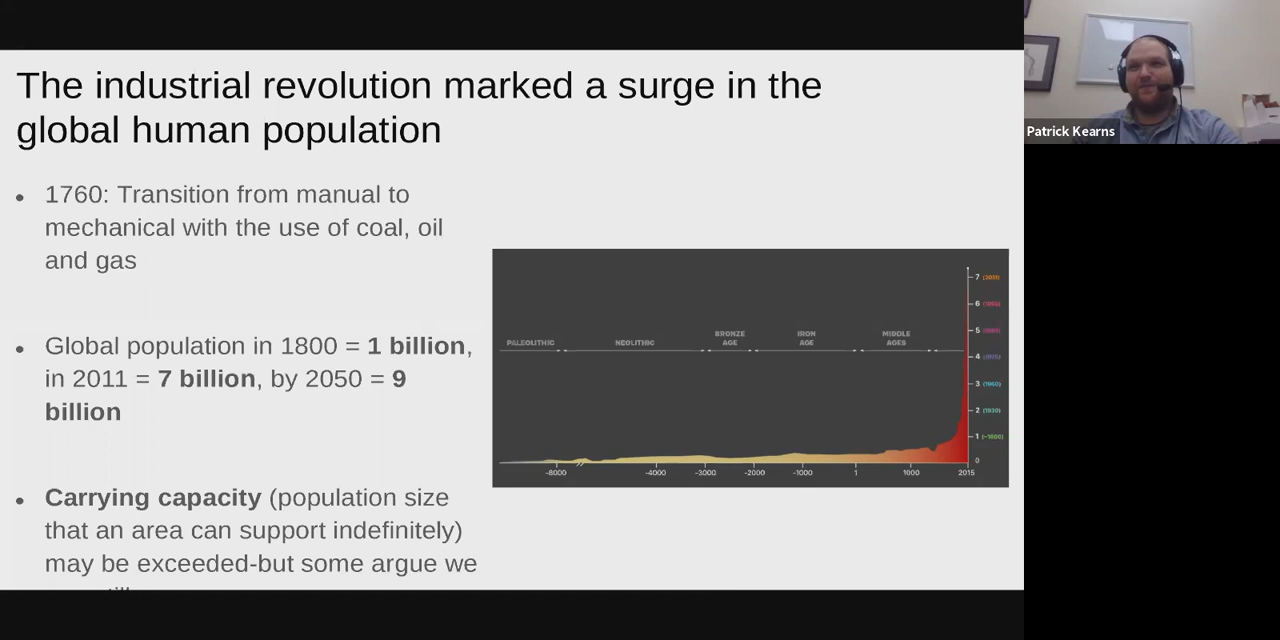 The industrial revolution marked a surge in the
global human population
• 1760: Transition from manual to
mechanical with the use of coal, oil
and gas
• Global population in 1800 = 1 billion,
in 2011 = 7 billion, by 2050 = 9
billion
• Carrying capacity (population size
that an area can support indefinitely)
may be exceeded-but some argue we
PALEOLITHIC
NEOLITHIC
BRONZE
AGE
IRON
AGE
MIDDLE
AGES
7
6
5
4
3 (1960)
2 (1930)
1 (~1800)
0
-8000 -4000 -3000 -2000 -1000 1 1000 2015
Patrick Kearns